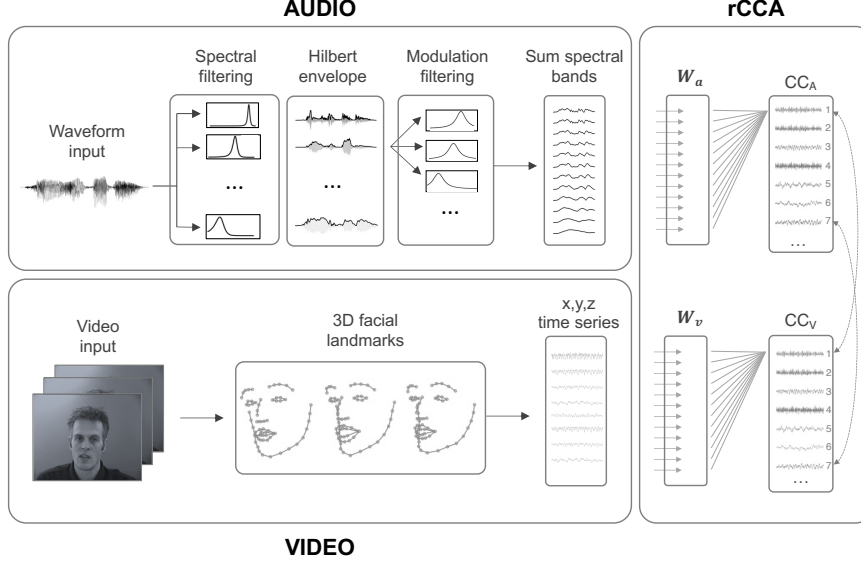 AUDIO
rCCA
Spectral
filtering
Hilbert
envelope
Modulation
filtering
Sum spectral
bands
Waveform
input
...
...
...
W_a
CC_A
1
2
3
4
5
6
7
...
Video
input
3D facial
landmarks
x,y,z
time series
W_v
CC_V
1
2
3
4
5
6
7
...
VIDEO